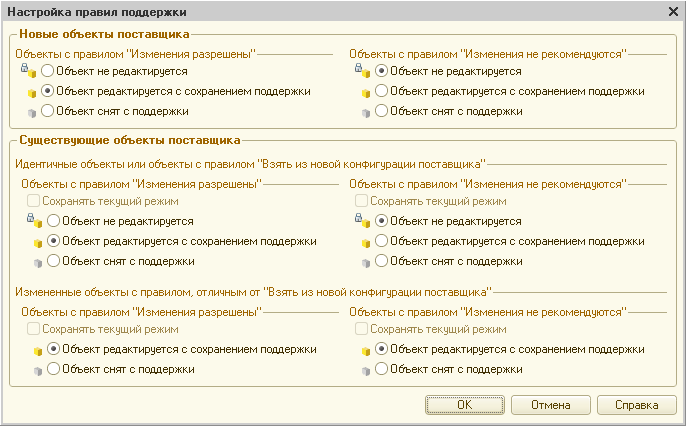 Настройка правил поддержки
Новые объекты поставщика
Объекты с правилом "Изменения разрешены" Объекты с правилом "Изменения не рекомендуются"
Объект не редактируется Объект не редактируется
Объект редактируется с сохранением поддержки Объект редактируется с сохранением поддержки
Объект снят с поддержки Объект снят с поддержки
Существующие объекты поставщика
Идентичные объекты или объекты с правилом "Взять из новой конфигурации поставщика"
Объекты с правилом "Изменения разрешены" Объекты с правилом "Изменения не рекомендуются"
Сохранять текущий режим Сохранять текущий режим
Объект не редактируется Объект не редактируется
Объект редактируется с сохранением поддержки Объект редактируется с сохранением поддержки
Объект снят с поддержки Объект снят с поддержки
Измененные объекты с правилом, отличным от "Взять из новой конфигурации поставщика"
Объекты с правилом "Изменения разрешены" Объекты с правилом "Изменения не рекомендуются"
Сохранять текущий режим Сохранять текущий режим
Объект редактируется с сохранением поддержки Объект редактируется с сохранением поддержки
Объект снят с поддержки Объект снят с поддержки
OK Отмена Справка